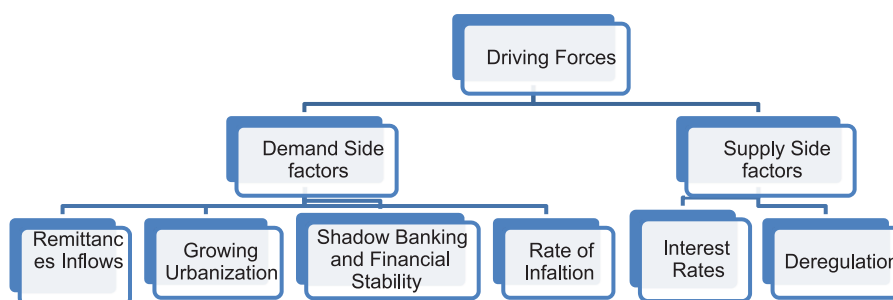 Driving Forces
Demand Side
factors
Supply Side
factors
Remittanc
es Inflows
Growing
Urbanization
Shadow Banking
and Financial
Stability
Rate of
Infaltion
Interest
Rates
Deregulation